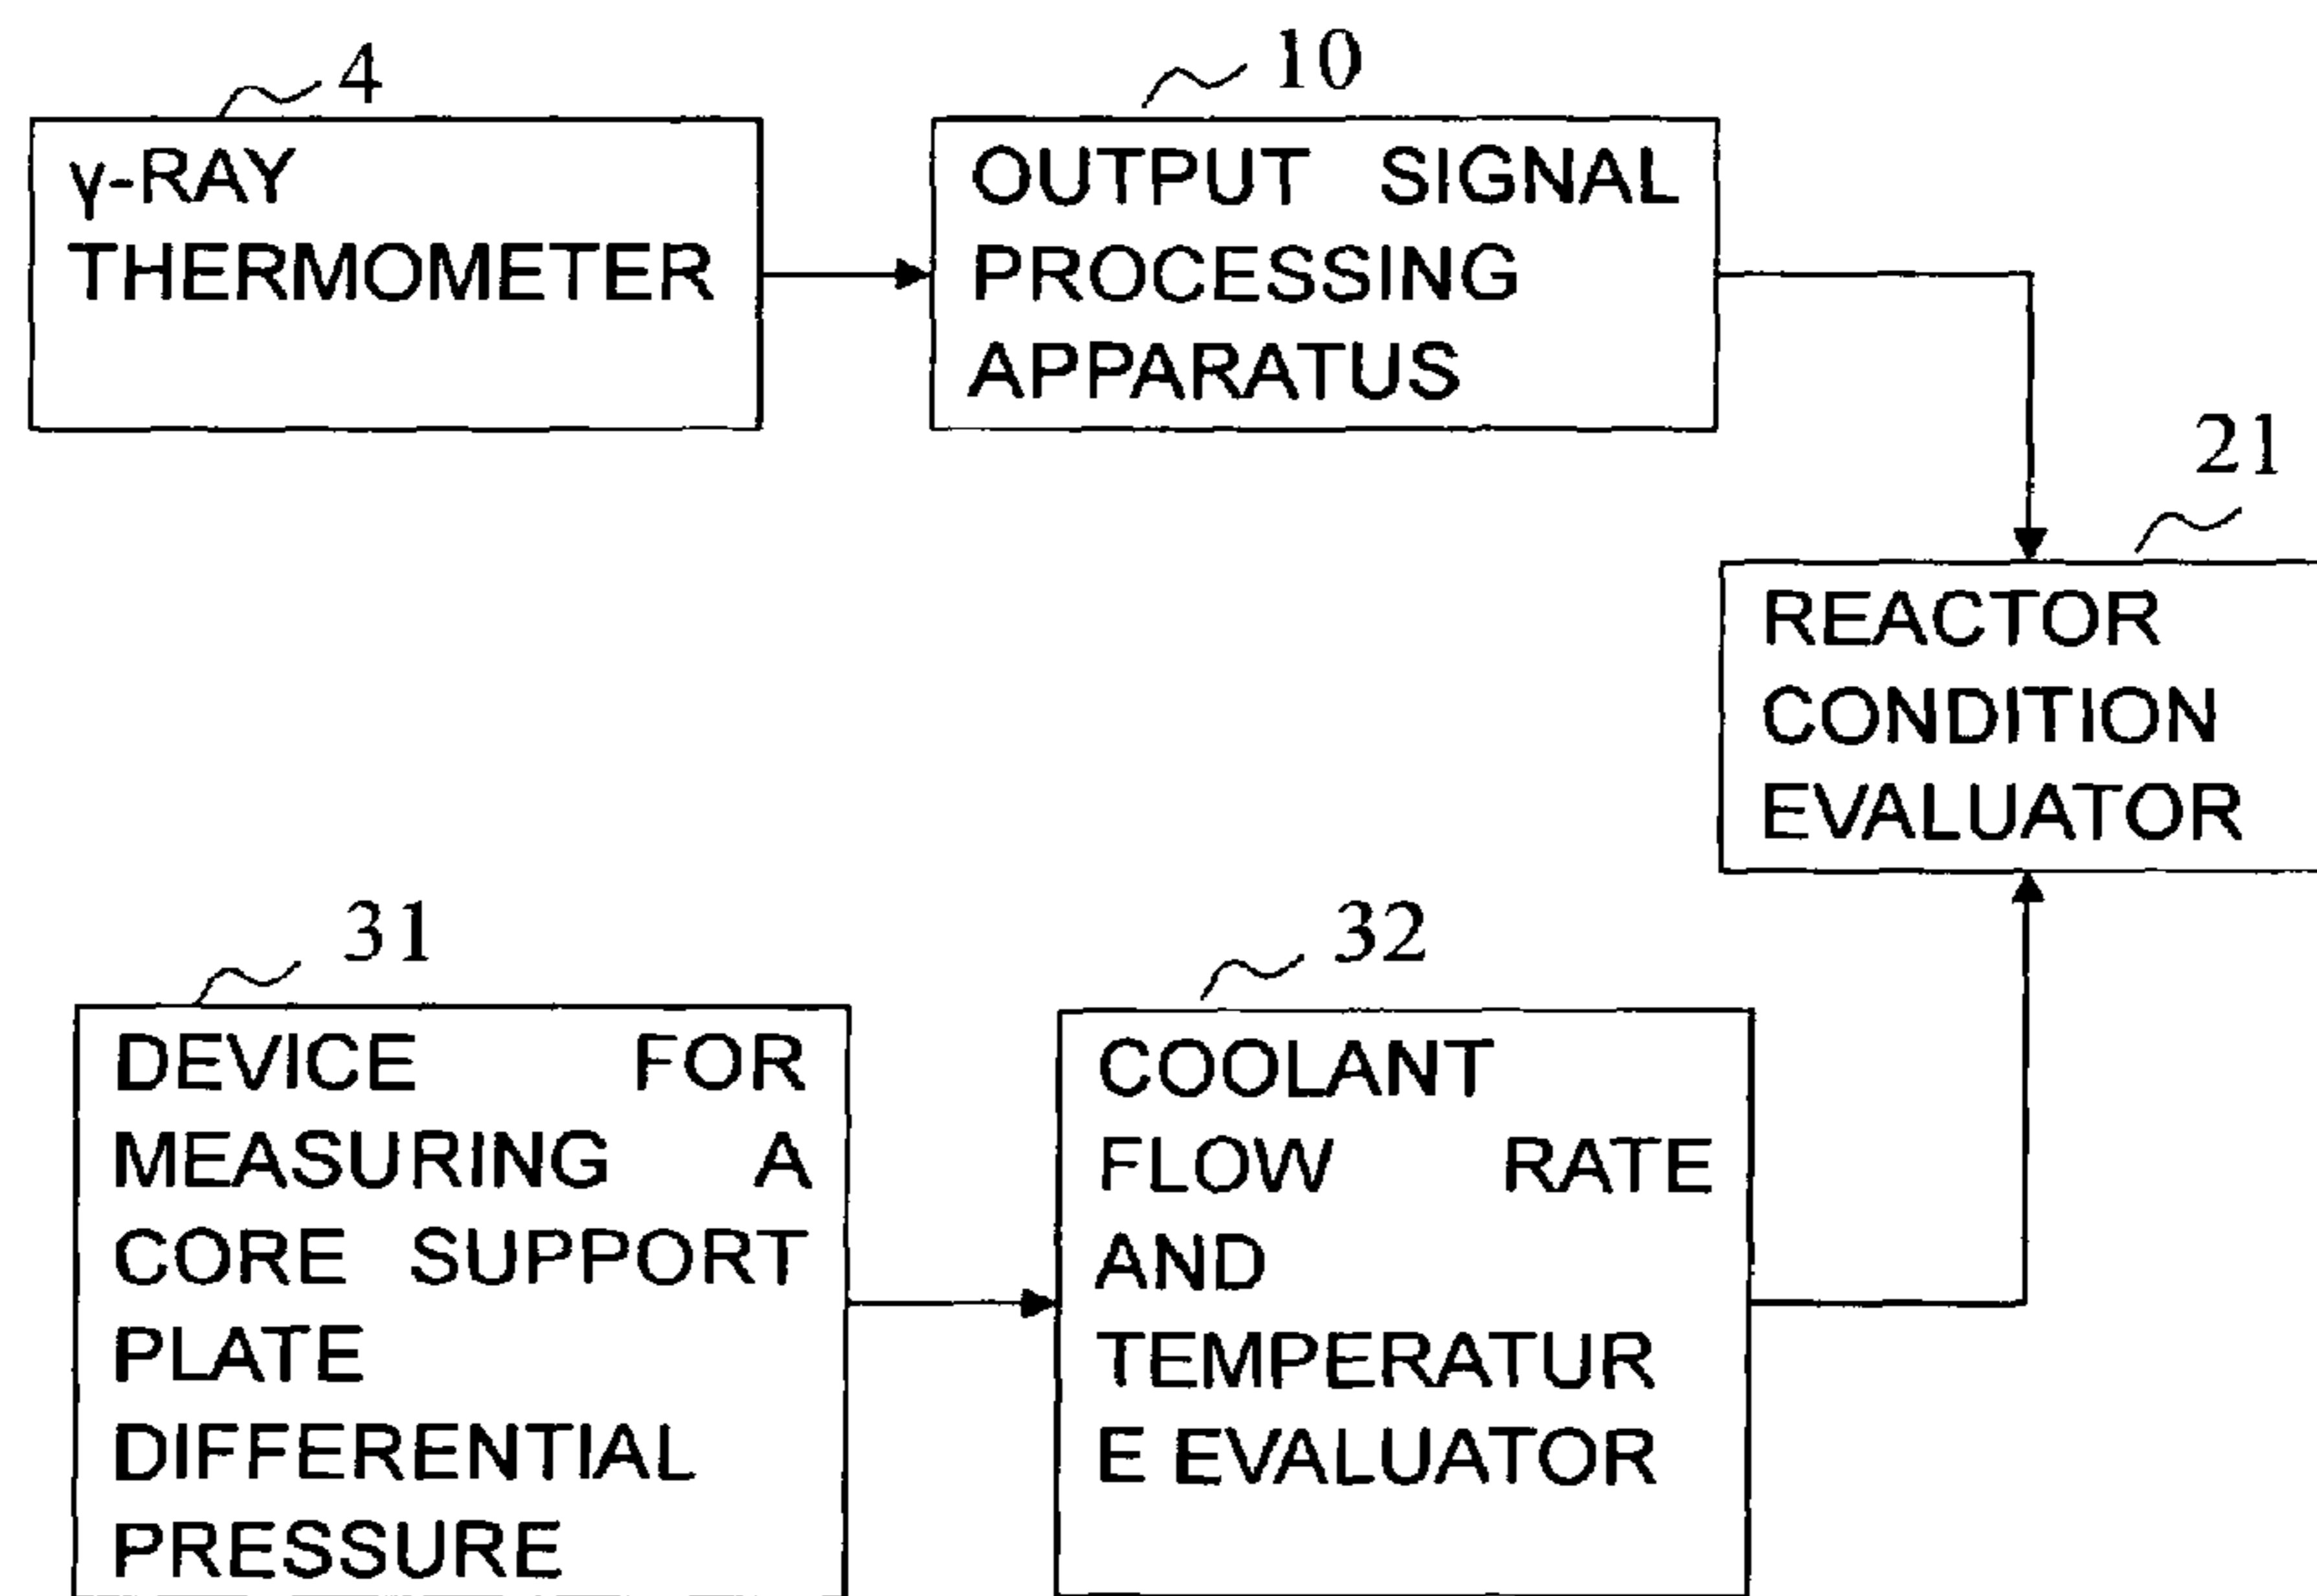 4
γ-RAY
THERMOMETER
10
OUTPUT SIGNAL
PROCESSING
APPARATUS
21
REACTOR
CONDITION
EVALUATOR
31
DEVICE FOR
MEASURING A
CORE SUPPORT
PLATE
DIFFERENTIAL
PRESSURE
32
COOLANT
FLOW RATE
AND
TEMPERATUR
E EVALUATOR